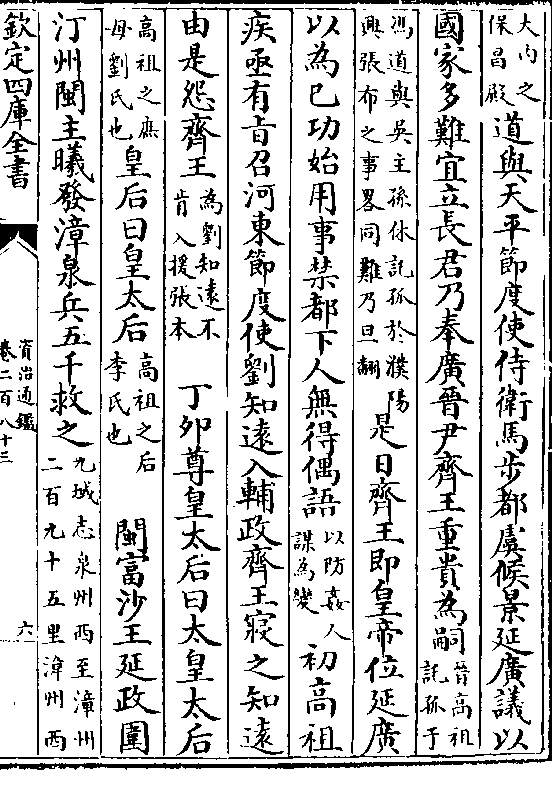 大内之保昌殿道與天平節度使侍衛馬步都虞候景延廣議以
國家多難宜立長君乃奉廣晉尹齊王重貴為嗣晉髙祖託孤于
馮道與吳主孫休託孤於濮陽興張布之事畧同難乃旦翻是日齊王即皇帝位延廣
以為已功始用事禁都下人無得偶語以防姦人謀為變初髙祖
疾亟有㫖召河東節度使劉知逺入輔政齊王寢之知逺
由是怨齊王為劉知逺不肯入援張本丁卯尊皇太后曰太皇太后
髙祖之庶母劉氏也皇后曰皇太后髙祖之后李氏也閩富沙王延政圍
汀州閩主曦發漳泉兵五千救之九域志泉州西至漳州二百九十五里漳州西
欽定四庫全書
資治通鑑
卷二百八十三
六